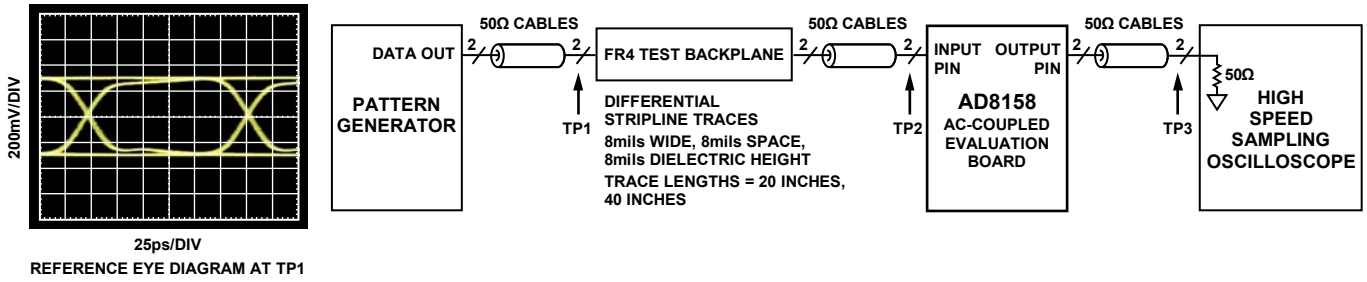 200mV/DIV
25ps/DIV
REFERENCE EYE DIAGRAM AT TP1
DATA OUT
PATTERN
GENERATOR
50Ω CABLES
2
2
TP1
FR4 TEST BACKPLANE
DIFFERENTIAL
STRIPLINE TRACES
8mils WIDE, 8mils SPACE,
8mils DIELECTRIC HEIGHT
TRACE LENGTHS = 20 INCHES,
40 INCHES
50Ω CABLES
2
2
TP2
INPUT OUTPUT
PIN PIN
AD8158
AC-COUPLED
EVALUATION
BOARD
50Ω CABLES
2
2
TP3
50Ω
HIGH
SPEED
SAMPLING
OSCILLOSCOPE